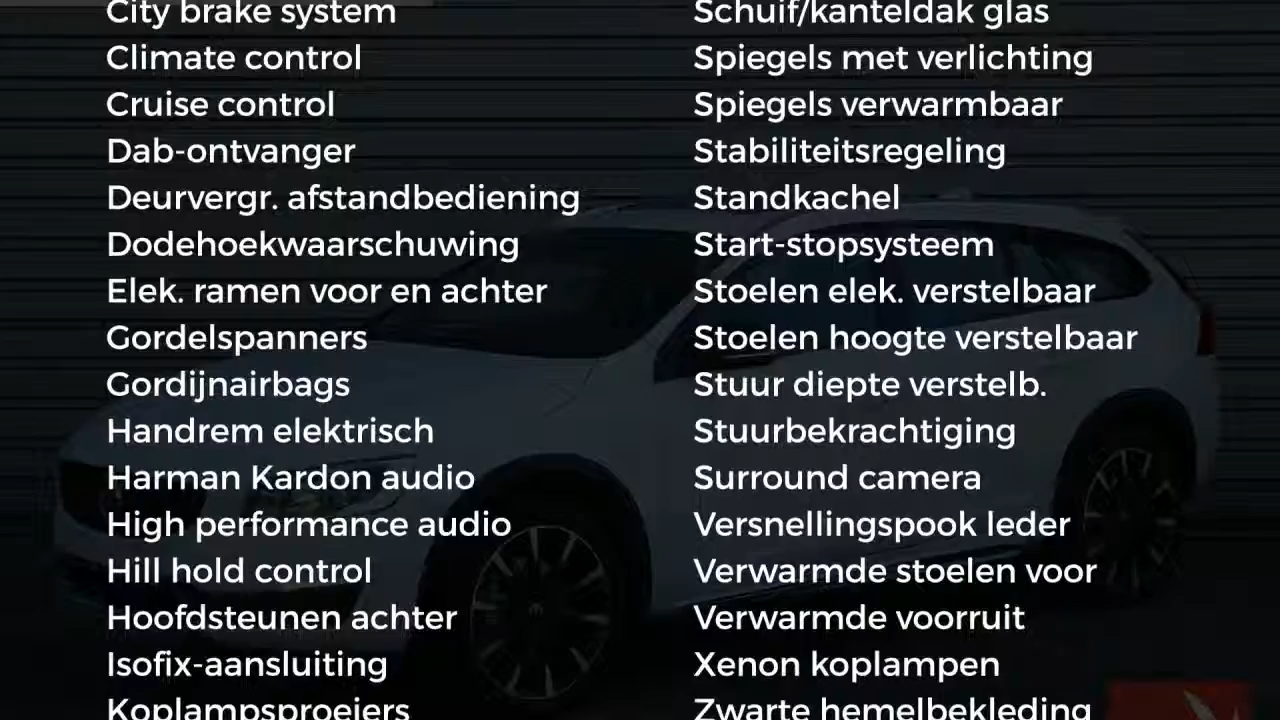 City brake system
Climate control
Cruise control
Dab-ontvanger
Deurvergr. afstandbediening
Dodehoekwaarschuwing
Elek. ramen voor en achter
Gordelspanners
Gordijnairbags
Handrem elektrisch
Harman Kardon audio
High performance audio
Hill hold control
Hoofdsteunen achter
Isofix-aansluiting
Koplampsproeiers
Schuif/kanteldak glas
Spiegels met verlichting
Spiegels verwarmbaar
Stabiliteitsregeling
Standkachel
Start-stopsysteem
Stoelen elek. verstelbaar
Stoelen hoogte verstelbaar
Stuur diepte verstelb.
Stuurbekrachtiging
Surround camera
Versnellingspook leder
Verwarmde stoelen voor
Verwarmde voorruit
Xenon koplampen
Zwarte hemelbekleding